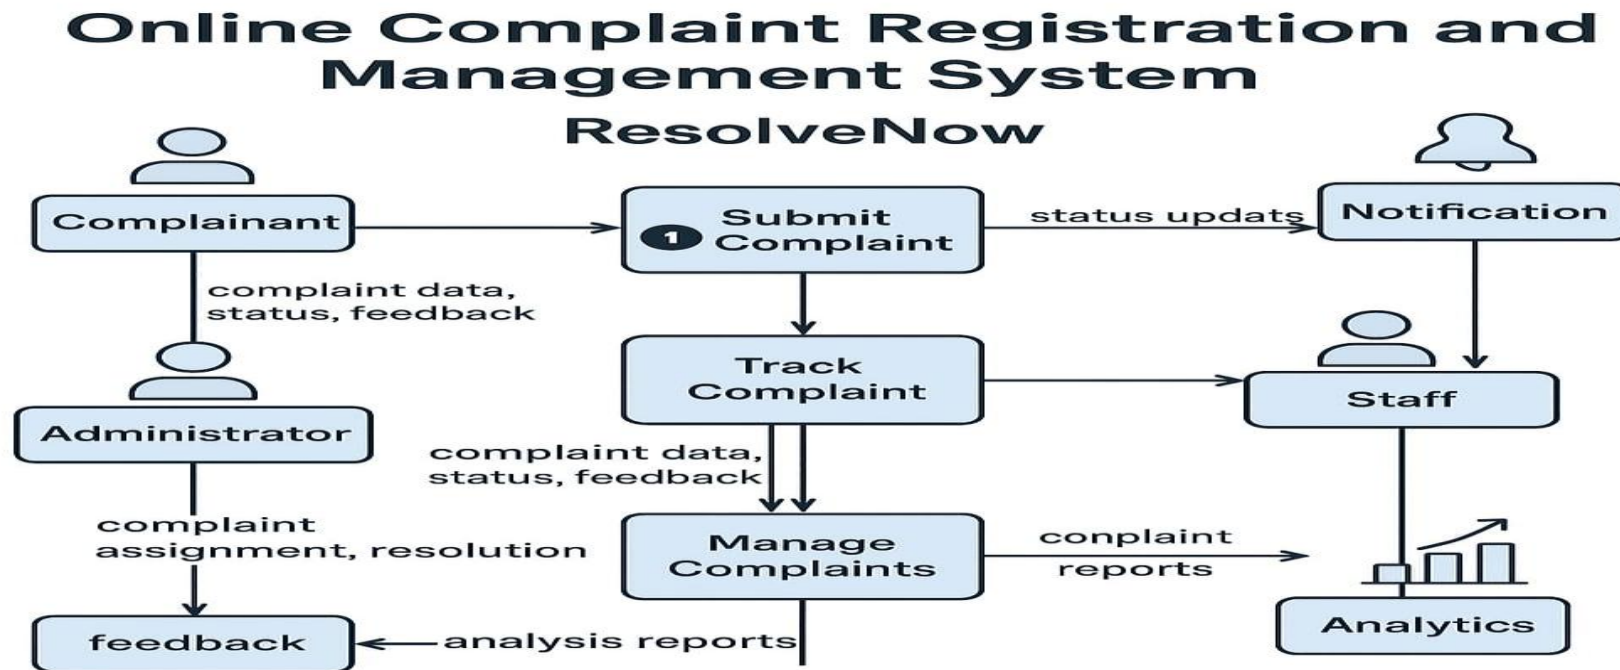 Online Complaint Registration and
Management System
ResolveNow
Complainant
1
Submit
Complaint
status updats
Notification
complaint data,
status, feedback
Track
Complaint
Staff
Administrator
complaint data,
status, feedback
complaint
assignment, resolution
Manage
Complaints
conplaint
reports
Analytics
feedback
analysis reports